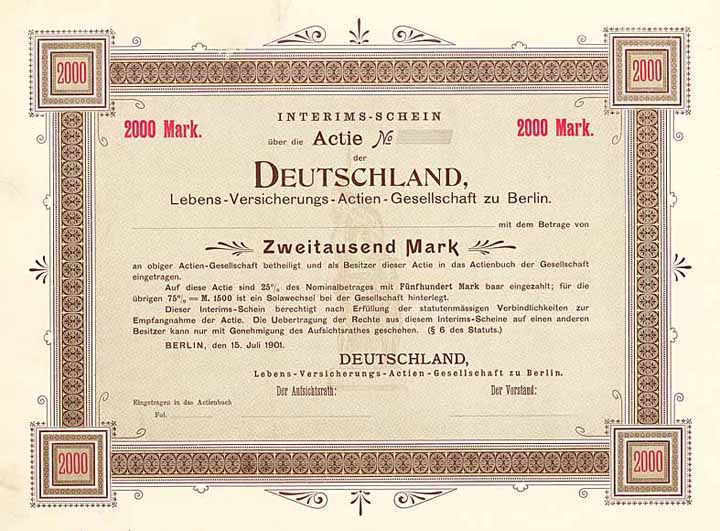 2000
2000
INTERIMS-SCHEIN
2000 Mark.
2000 Mark.
über die Actie №
der
DEUTSCHLAND,
Lebens-Versicherungs-Actien-Gesellschaft zu Berlin.
mit dem Betrage von
Zweitausend Mark
an obiger Actien-Gesellschaft betheiligt und als Besitzer dieser Actie in das Actienbuch der Gesellschaft
eingetragen.
Auf diese Actie sind 25% des Nominalbetrages mit Fünfhundert Mark baar eingezahlt; für die
übrigen 75% = M. 1500 ist ein Solawechsel bei der Gesellschaft hinterlegt.
Dieser Interims-Schein berechtigt nach Erfüllung der statutenmässigen Verbindlichkeiten zur
Empfangnahme der Actie. Die Uebertragung der Rechte aus diesem Interims-Scheine auf einen anderen
Besitzer kann nur mit Genehmigung des Aufsichtsrathes geschehen. (§ 6 des Statuts.)
BERLIN, den 15. Juli 1901.
DEUTSCHLAND,
Lebens-Versicherungs-Actien-Gesellschaft zu Berlin.
Der Aufsichtsrath:
Der Vorstand:
Eingetragen in das Actienbuch
Fol.
2000
2000